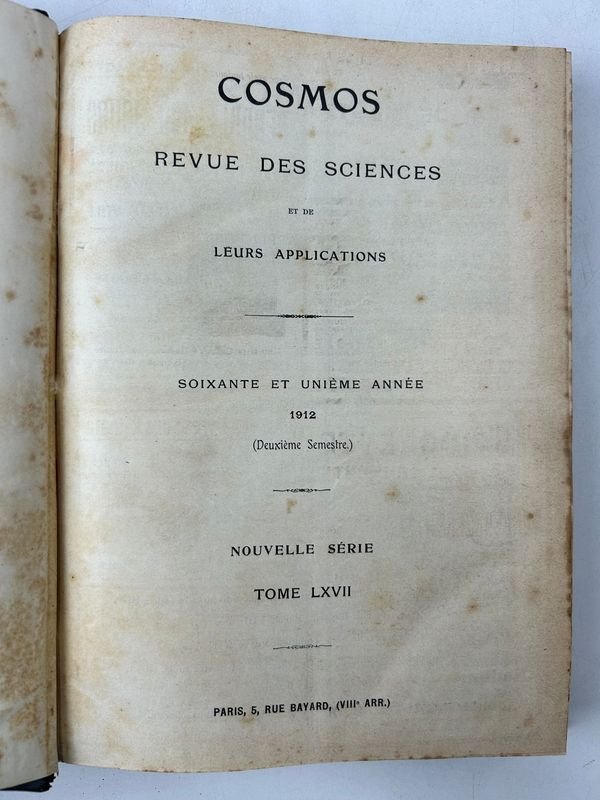 COSMOS
REVUE DES SCIENCES
ET DE
LEURS APPLICATIONS
SOIXANTE ET UNIÈME ANNÉE
1912
(Deuxième Semestre.)
NOUVELLE SÉRIE
TOME LXVII
PARIS, 5, RUE BAYARD, (VIIIᵉ ARR.)